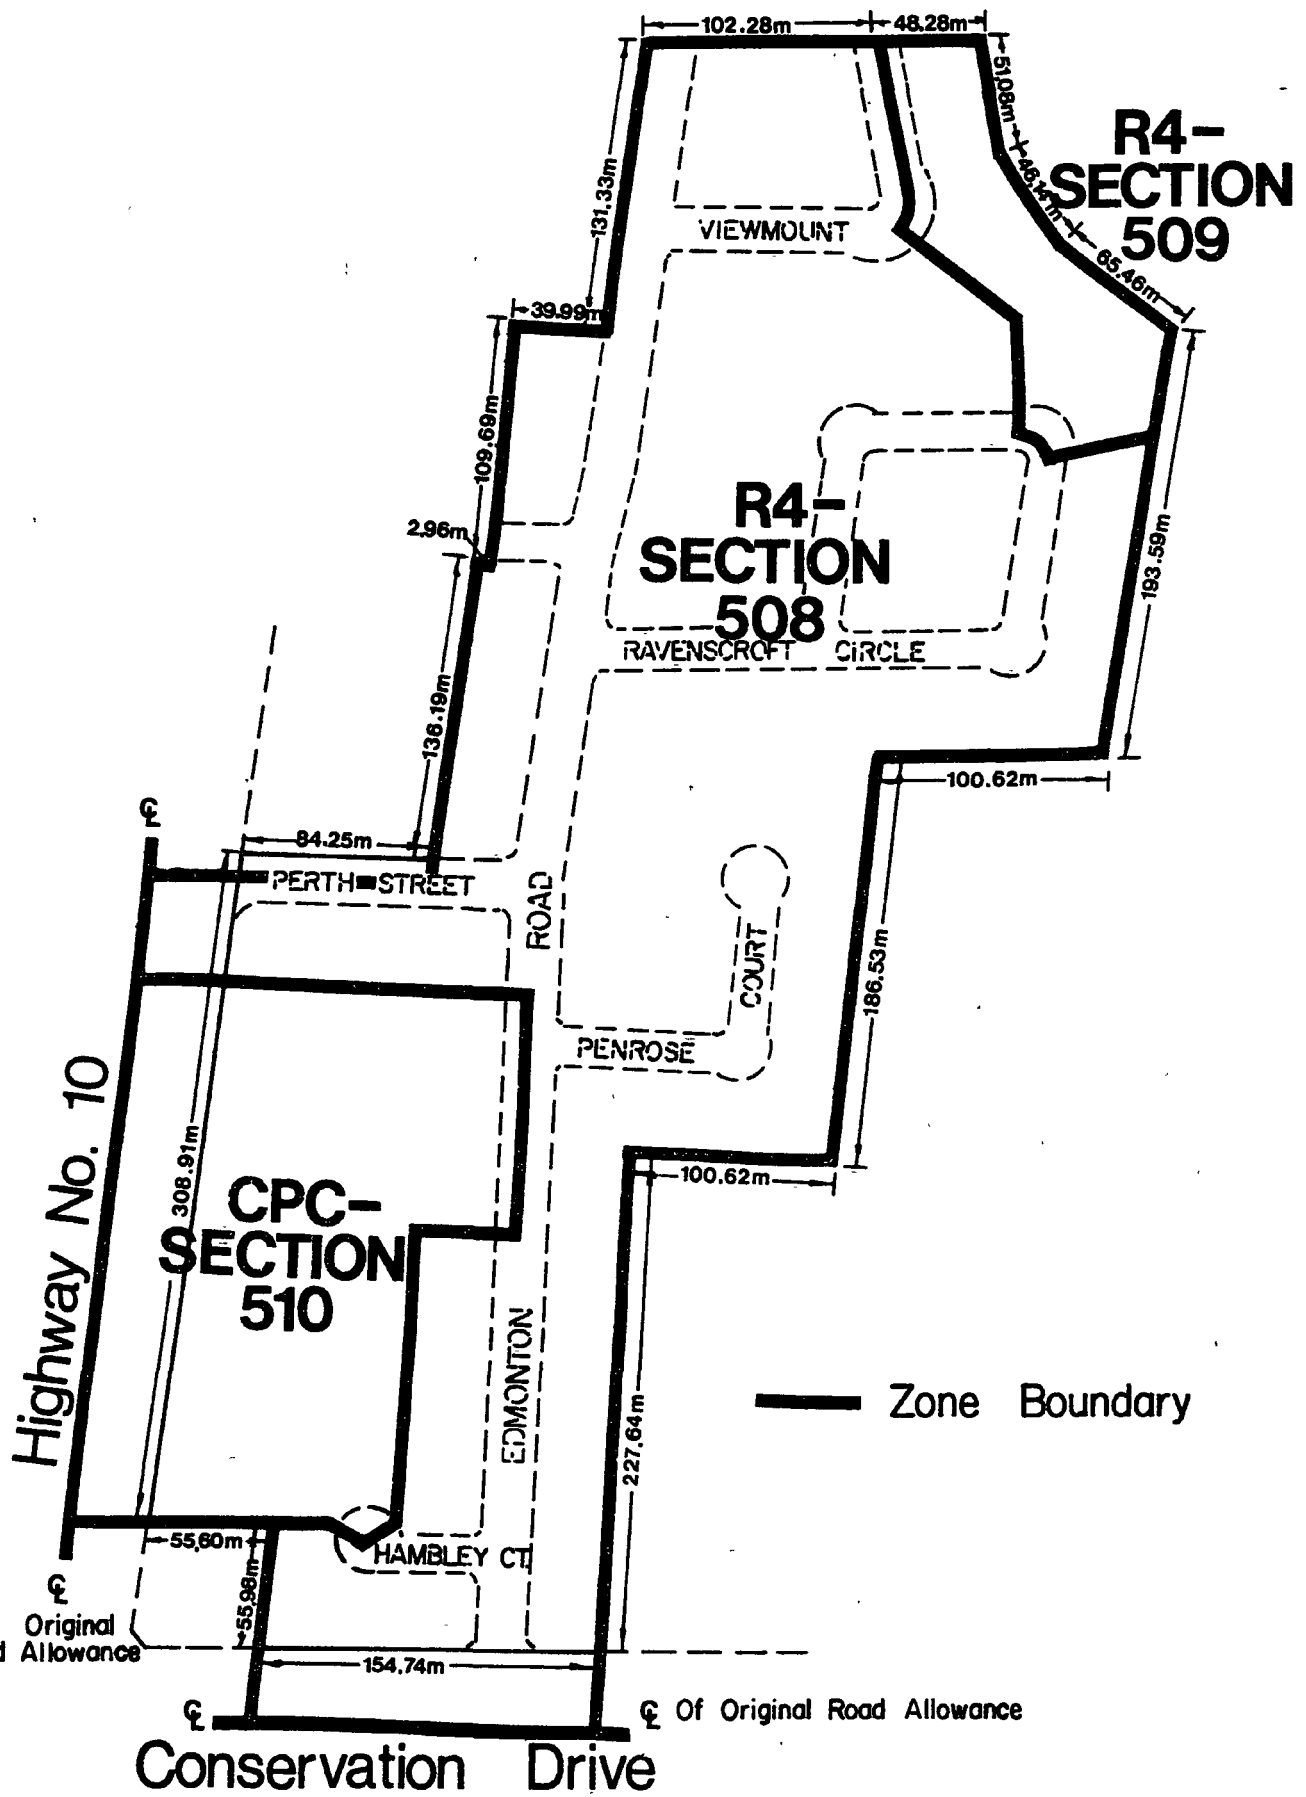 102.28m
48.28m
51.08m
46.14m
65.46m
R4-
SECTION
509
131.33m
VIEWMOUNT
39.99m
109.69m
2.96m
R4-
SECTION
508
193.59m
RAVENSCROFT CIRCLE
136.19m
100.62m
℄
84.25m
PERTH STREET
ROAD
COURT
186.53m
PENROSE
Highway No. 10
308.91m
100.62m
CPC-
SECTION
510
EDMONTON
227.64m
Zone Boundary
55.60m
HAMBLEY CT.
55.98m
℄
Original
d Allowance
154.74m
℄
℄ Of Original Road Allowance
Conservation Drive